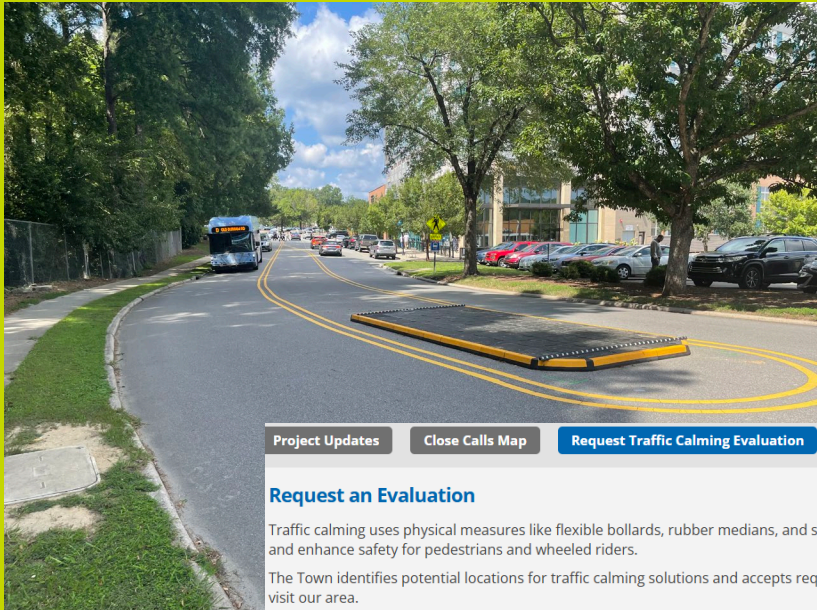 Project Updates
Close Calls Map
Request Traffic Calming Evaluation
Request an Evaluation
Traffic calming uses physical measures like flexible bollards, rubber medians, and s
and enhance safety for pedestrians and wheeled riders.
The Town identifies potential locations for traffic calming solutions and accepts req
visit our area.